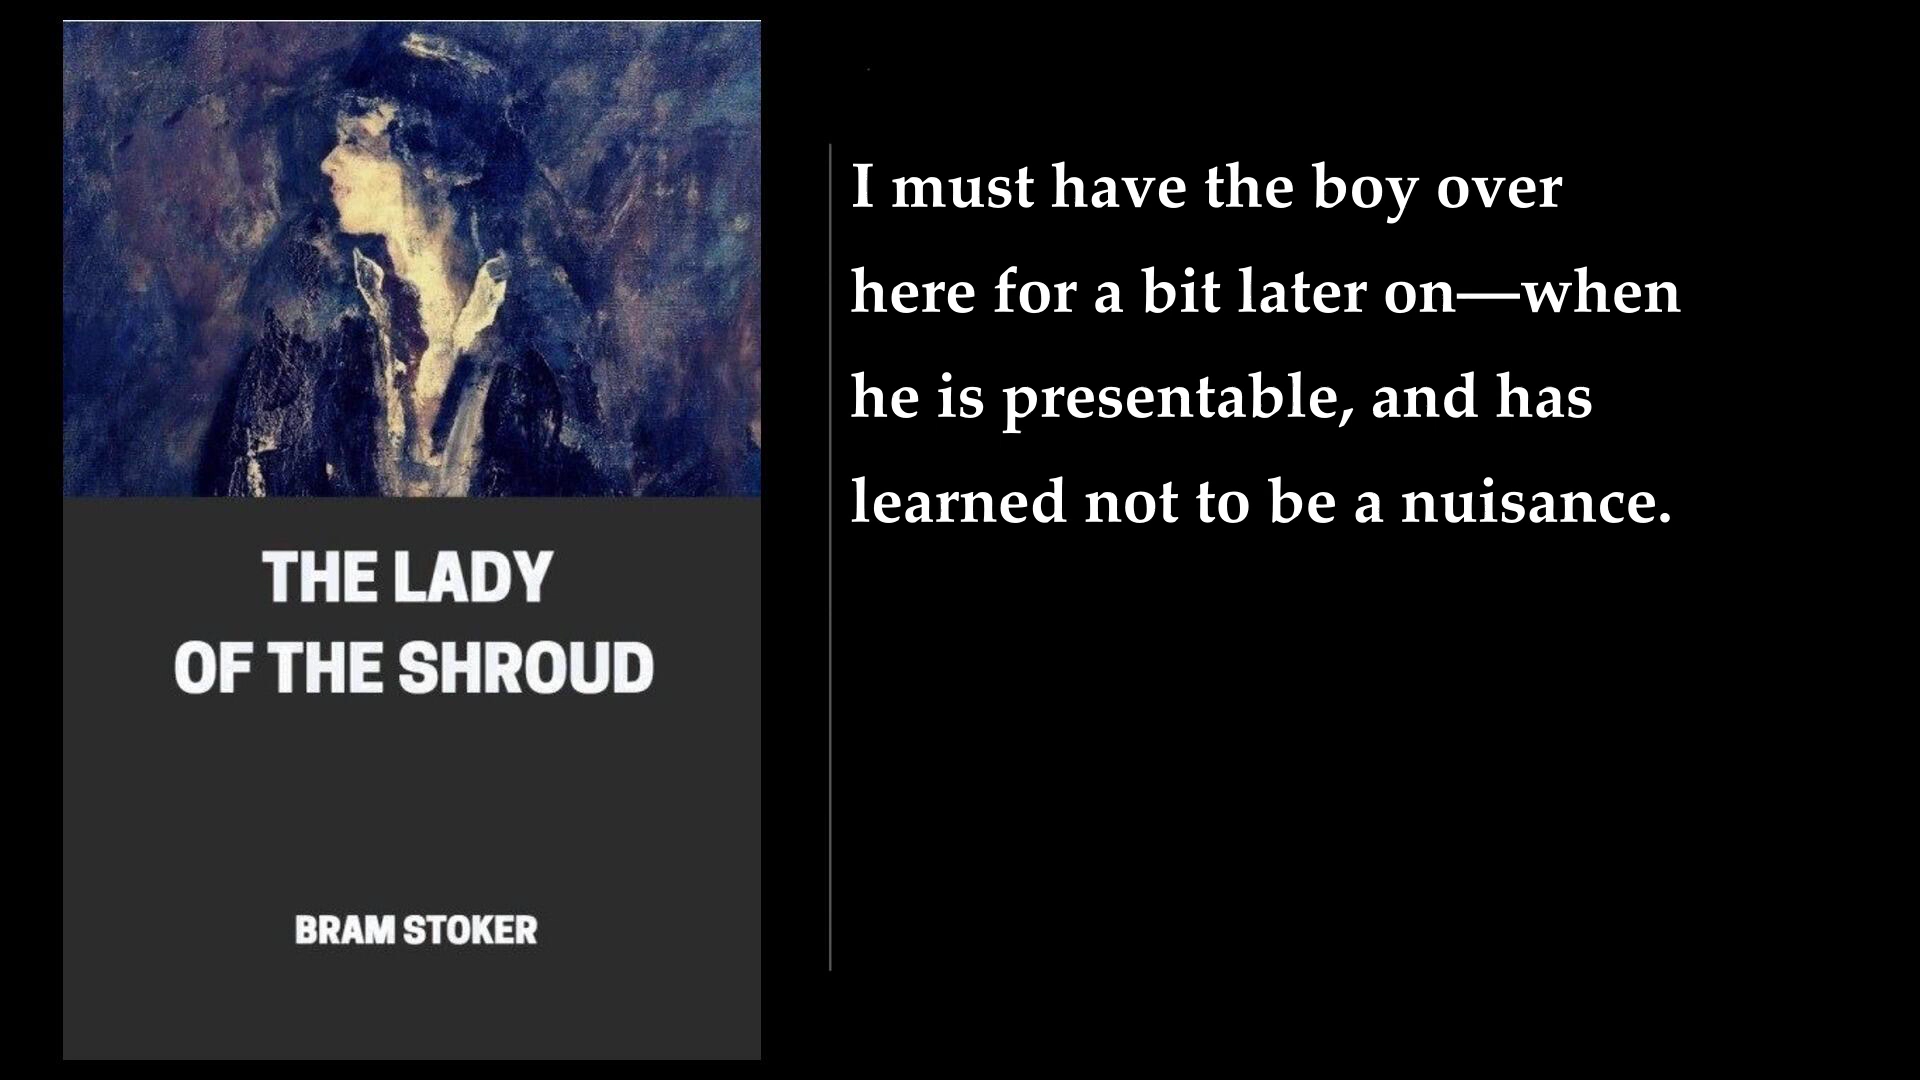 THE LADY
OF THE SHROUD
BRAM STOKER
I must have the boy over
here for a bit later on—when
he is presentable, and has
learned not to be a nuisance.